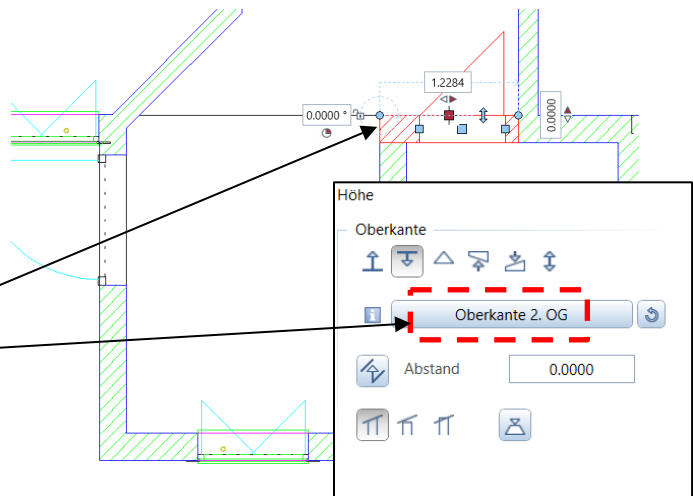 1.2284
0.0000 °
0.0000
Höhe
Oberkante
Oberkante 2. OG
Abstand
0.0000